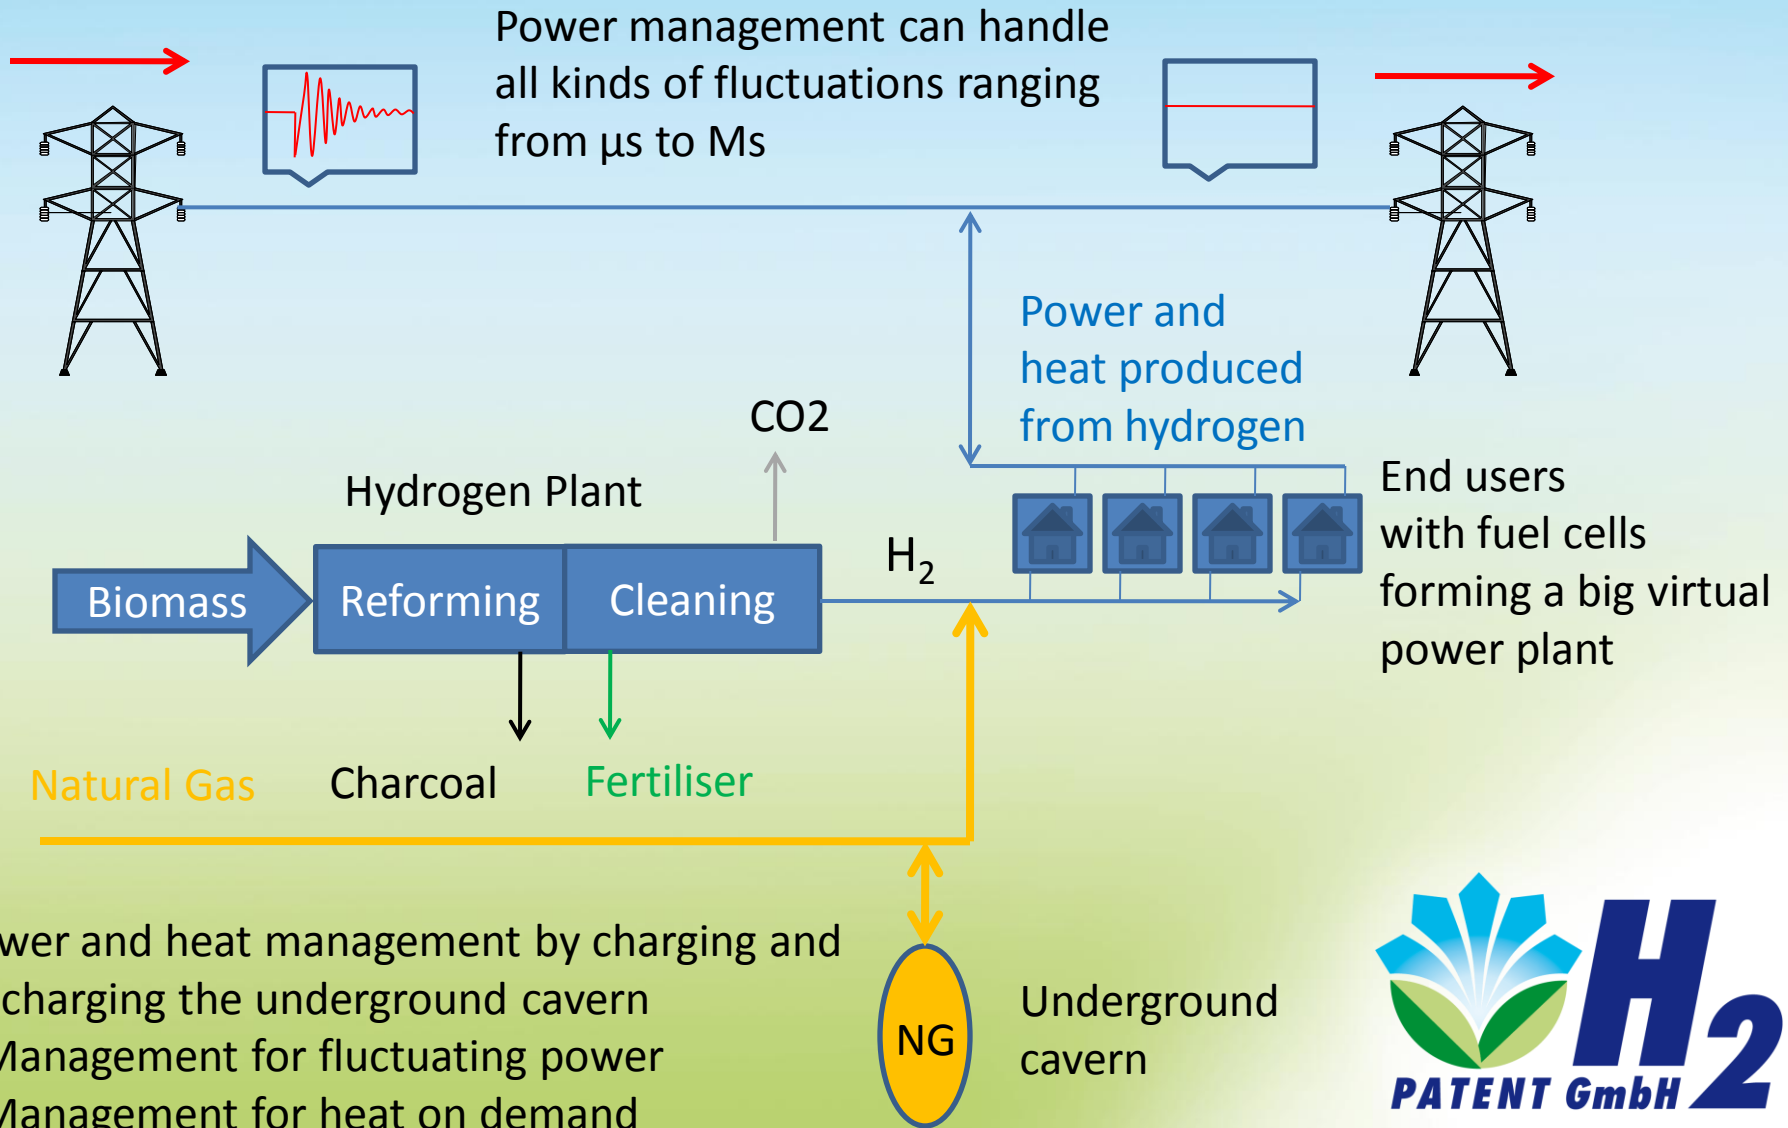 Power management can handle
all kinds of fluctuations ranging
from µs to Ms
Power and
heat produced
from hydrogen
CO2
Hydrogen Plant
End users
with fuel cells
forming a big virtual
power plant
H2
Biomass
Reforming
Cleaning
Natural Gas
Charcoal
Fertiliser
wer and heat management by charging and
charging the underground cavern
Management for fluctuating power
Management for heat on demand
NG
Underground
cavern
H2
PATENT GmbH